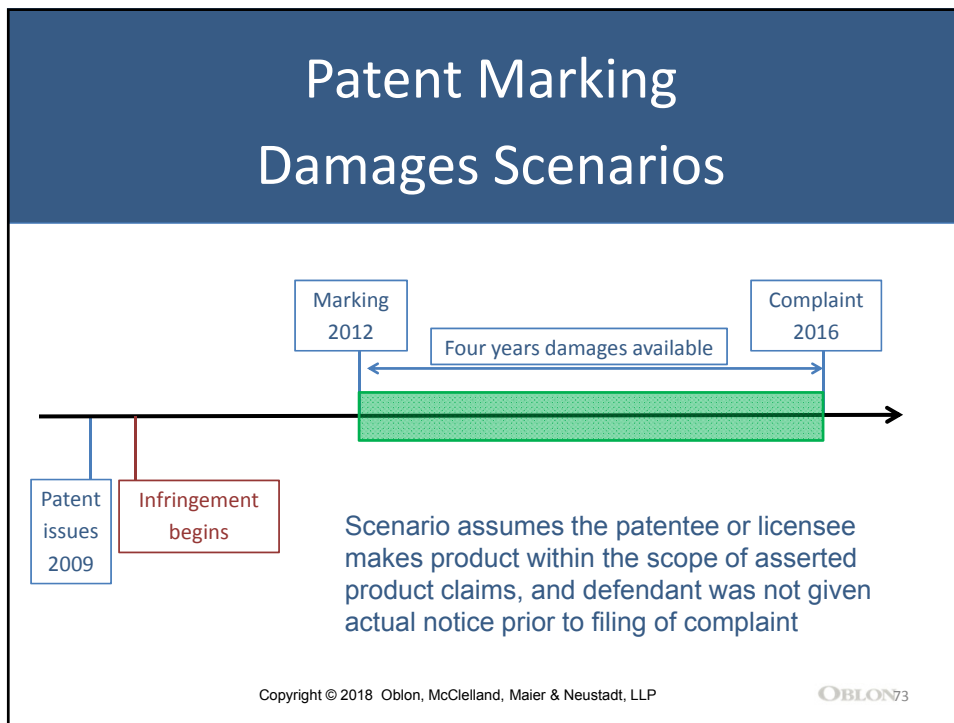 Patent Marking
Damages Scenarios
Marking
2012
Complaint
2016
Four years damages available
Patent
issues
2009
Infringement
begins
Scenario assumes the patentee or licensee
makes product within the scope of asserted
product claims, and defendant was not given
actual notice prior to filing of complaint
Copyright © 2018 Oblon, McClelland, Maier & Neustadt, LLP
OBLON 73